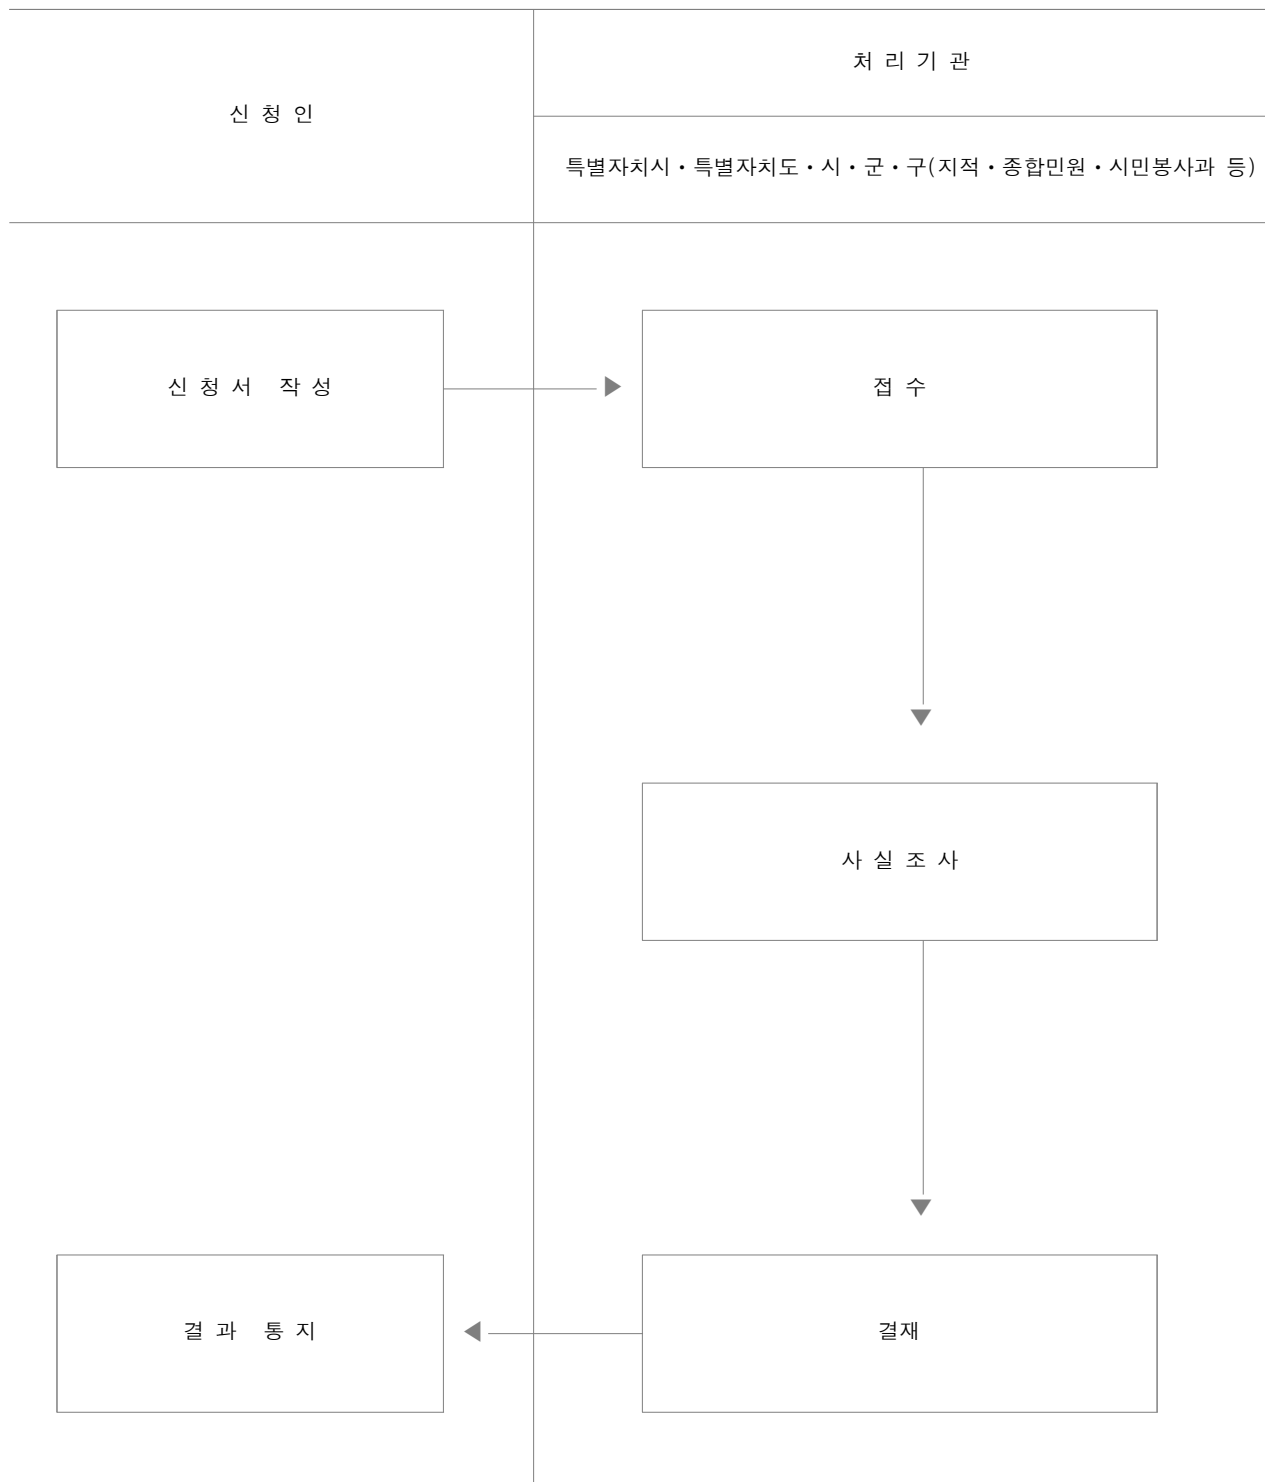 신 청 인
처 리 기 관
특별자치시・특별자치도・시・군・구(지적・종합민원・시민봉사과 등)
신 청 서 작 성
접 수
사 실 조 사
결 과 통 지
결재